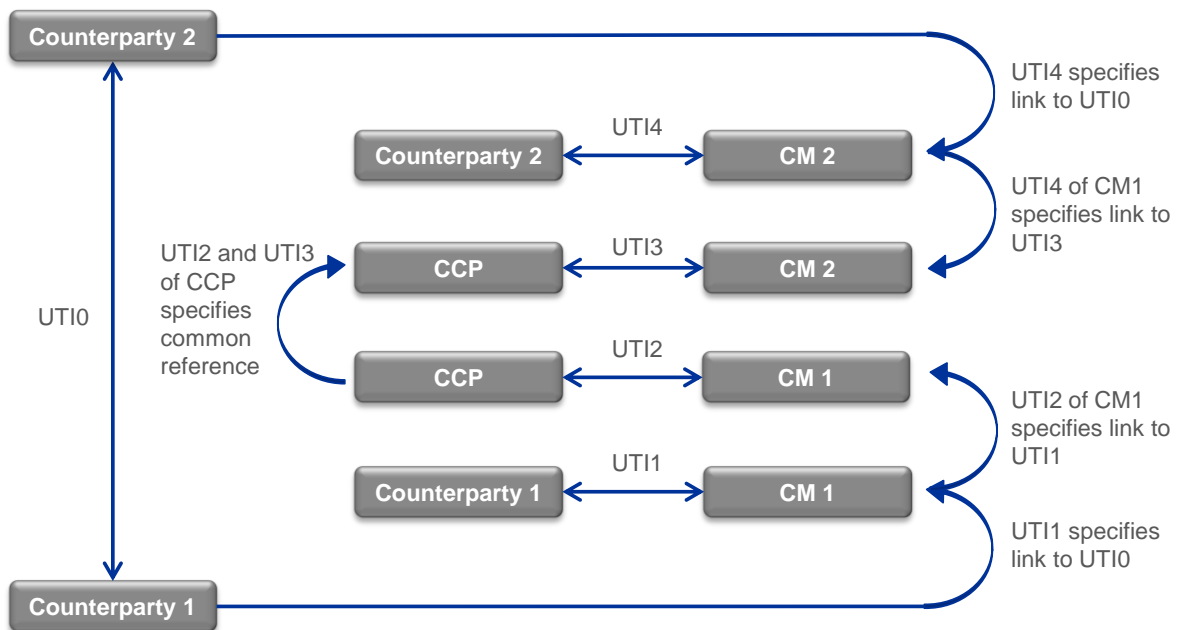 Counterparty 2
UTI4 specifies
link to UTI0
UTI4
Counterparty 2
CM 2
UTI4 of CM1
specifies link to
UTI3
UTI2 and UTI3
of CCP
specifies
common
reference
UTI3
CCP
CM 2
UTI0
UTI2
CCP
CM 1
UTI2 of CM1
specifies link to
UTI1
UTI1
Counterparty 1
CM 1
UTI1 specifies
link to UTI0
Counterparty 1